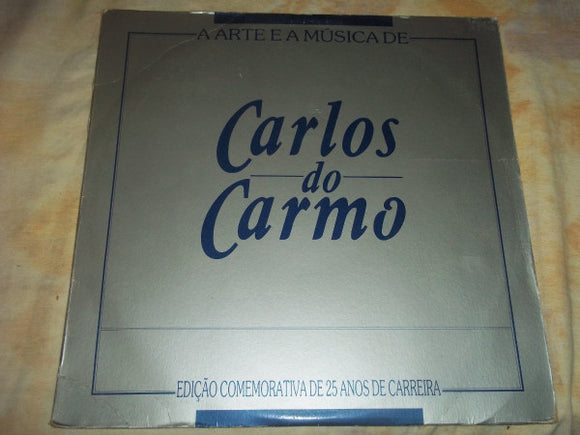 A ARTE E A MÚSICA DE
Carlos
do
Carmo
EDIÇÃO COMEMORATIVA DE 25 ANOS DE CARREIRA